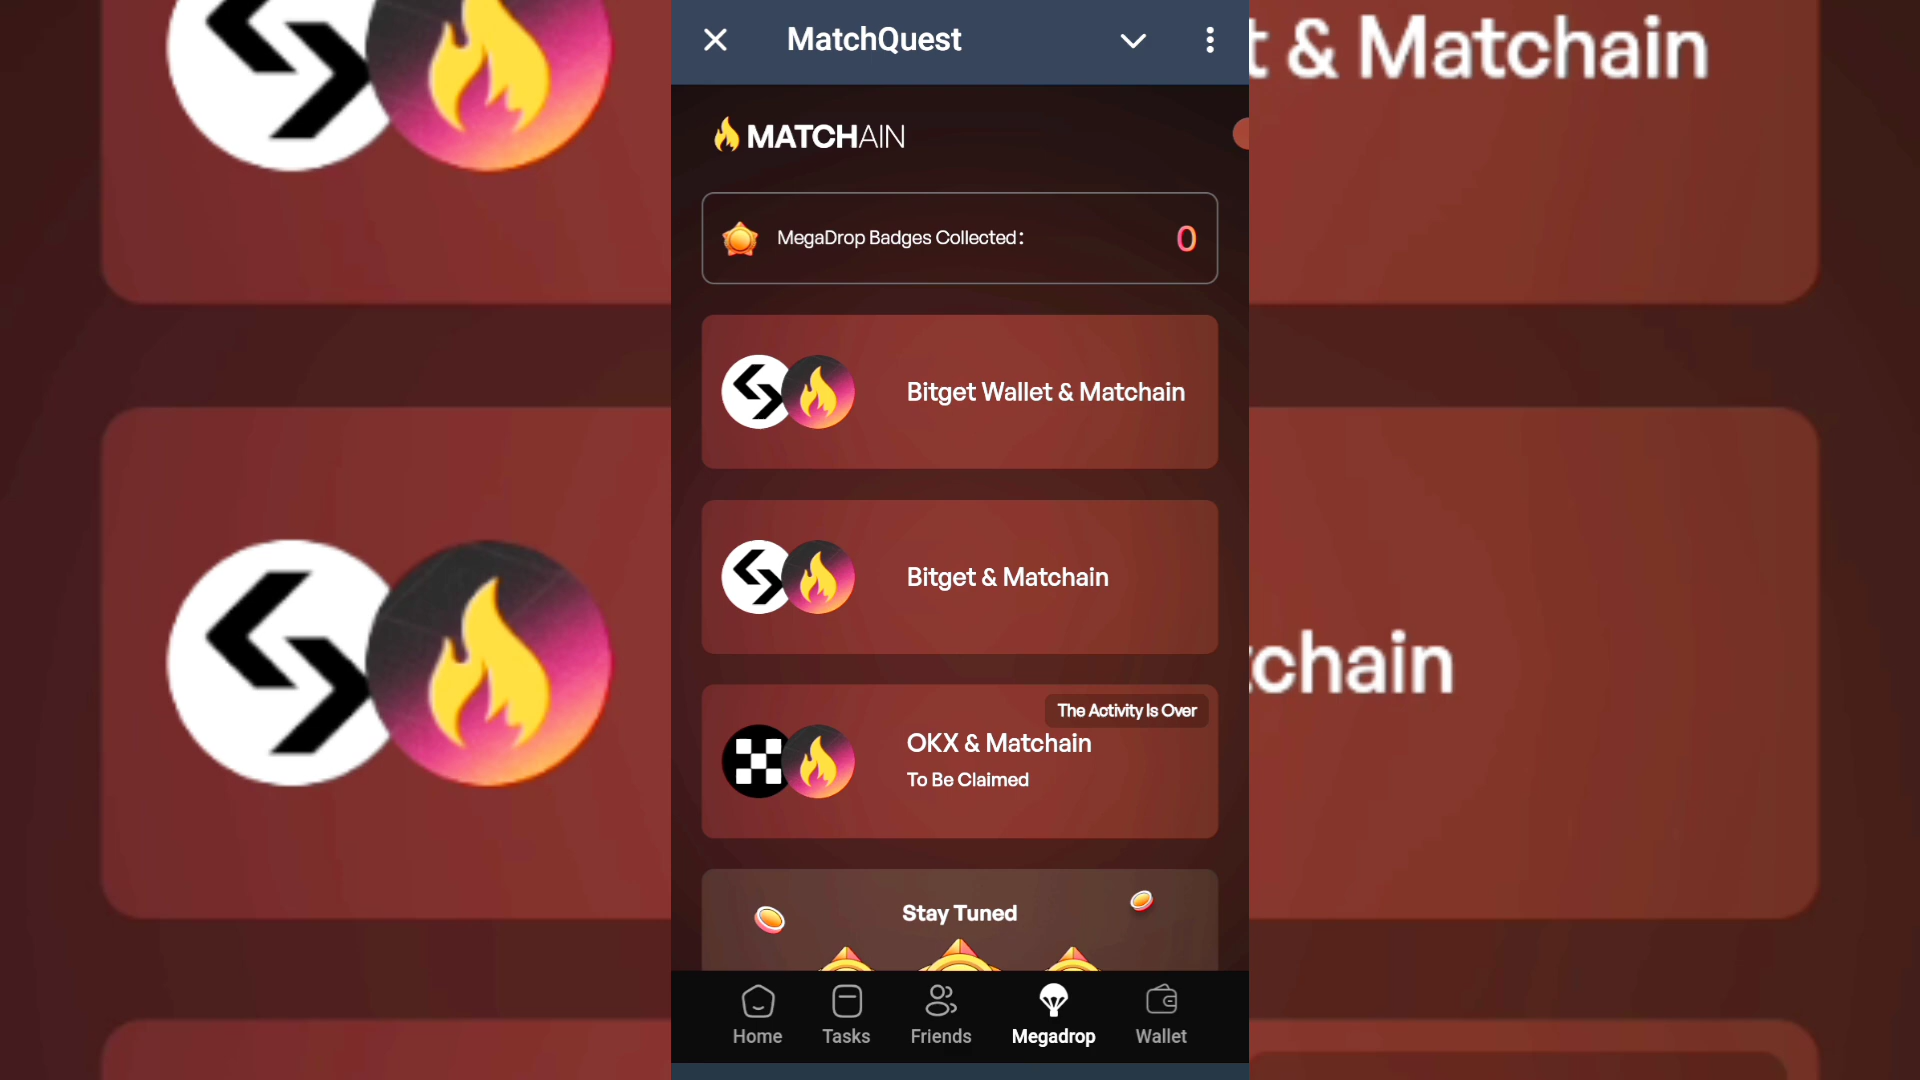 MatchQuest
MATCHAIN
MegaDrop Badges Collected: 0
Bitget Wallet & Matchain
Bitget & Matchain
The Activity Is Over
OKX & Matchain
To Be Claimed
Stay Tuned
Home Tasks Friends Megadrop Wallet
t & Matchain
chain